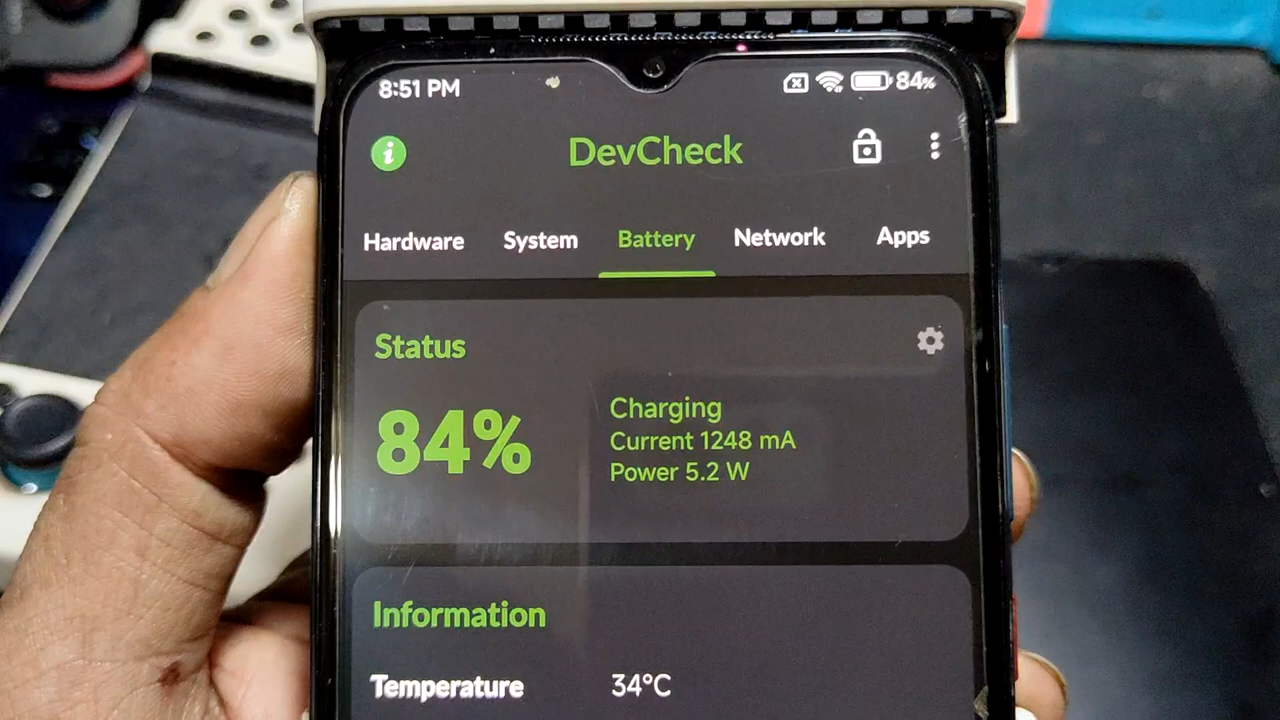 8:51 PM 84%
DevCheck
Hardware System Battery Network Apps
Status
84%
Charging
Current 1248 mA
Power 5.2 W
Information
Temperature 34°C